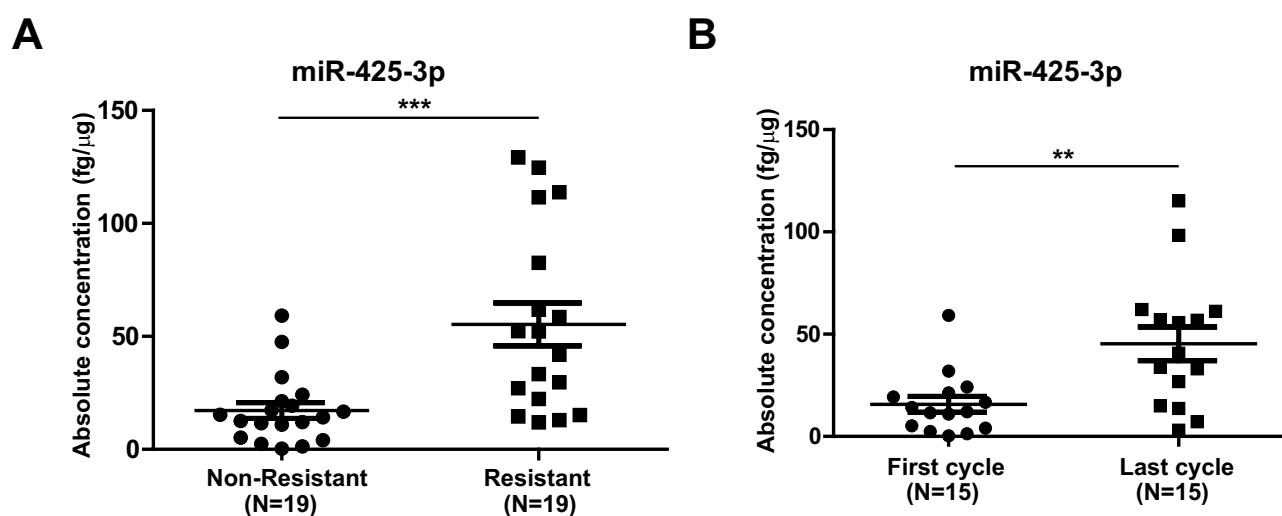 A
miR-425-3p
***
Absolute concentration (fg/μg)
150
100
50
0
Non-Resistant
(N=19)
Resistant
(N=19)
B
miR-425-3p
**
Absolute concentration (fg/μg)
150
100
50
0
First cycle
(N=15)
Last cycle
(N=15)